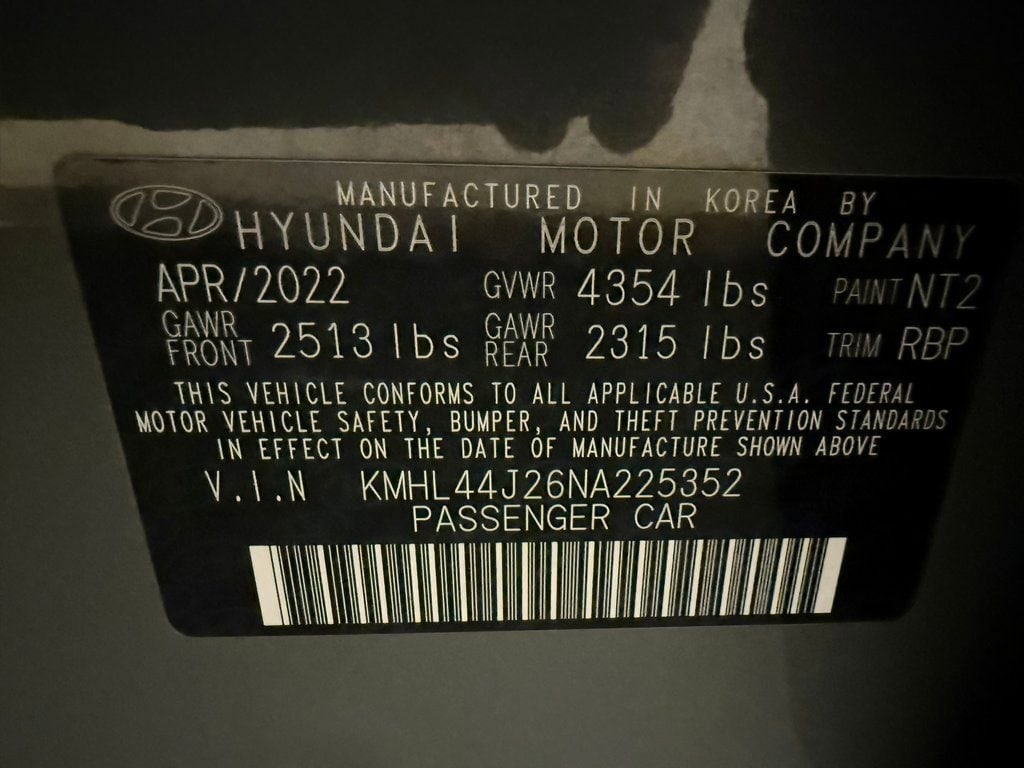 MANUFACTURED IN KOREA BY
HYUNDAI MOTOR COMPANY
APR/2022 GVWR 4354 lbs PAINT NT2
GAWR FRONT 2513 lbs GAWR REAR 2315 lbs TRIM RBP
THIS VEHICLE CONFORMS TO ALL APPLICABLE U.S.A. FEDERAL
MOTOR VEHICLE SAFETY, BUMPER, AND THEFT PREVENTION STANDARDS
IN EFFECT ON THE DATE OF MANUFACTURE SHOWN ABOVE
V.I.N KMHL44J26NA225352
PASSENGER CAR